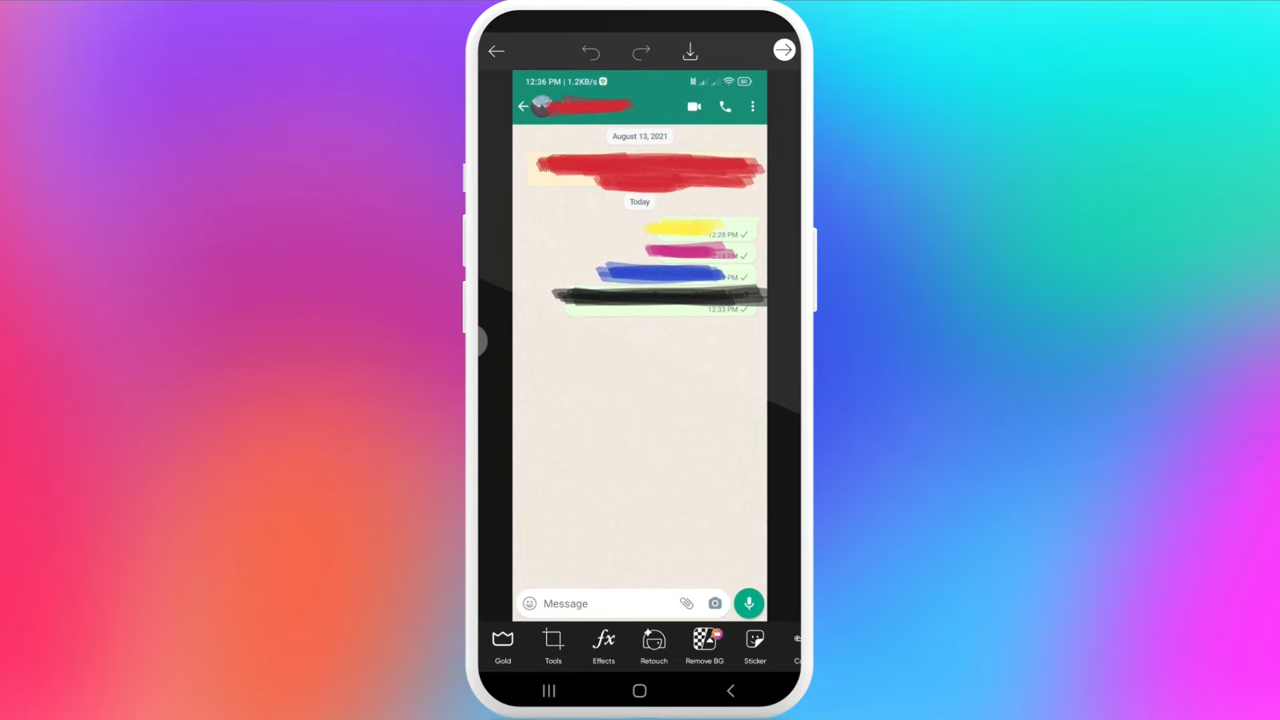 12:36 PM | 1.2KB/s
60
August 13, 2021
Today
12:28 PM
12:33 PM
Message
Gold
Tools
Effects
Retouch
Remove BG
Sticker